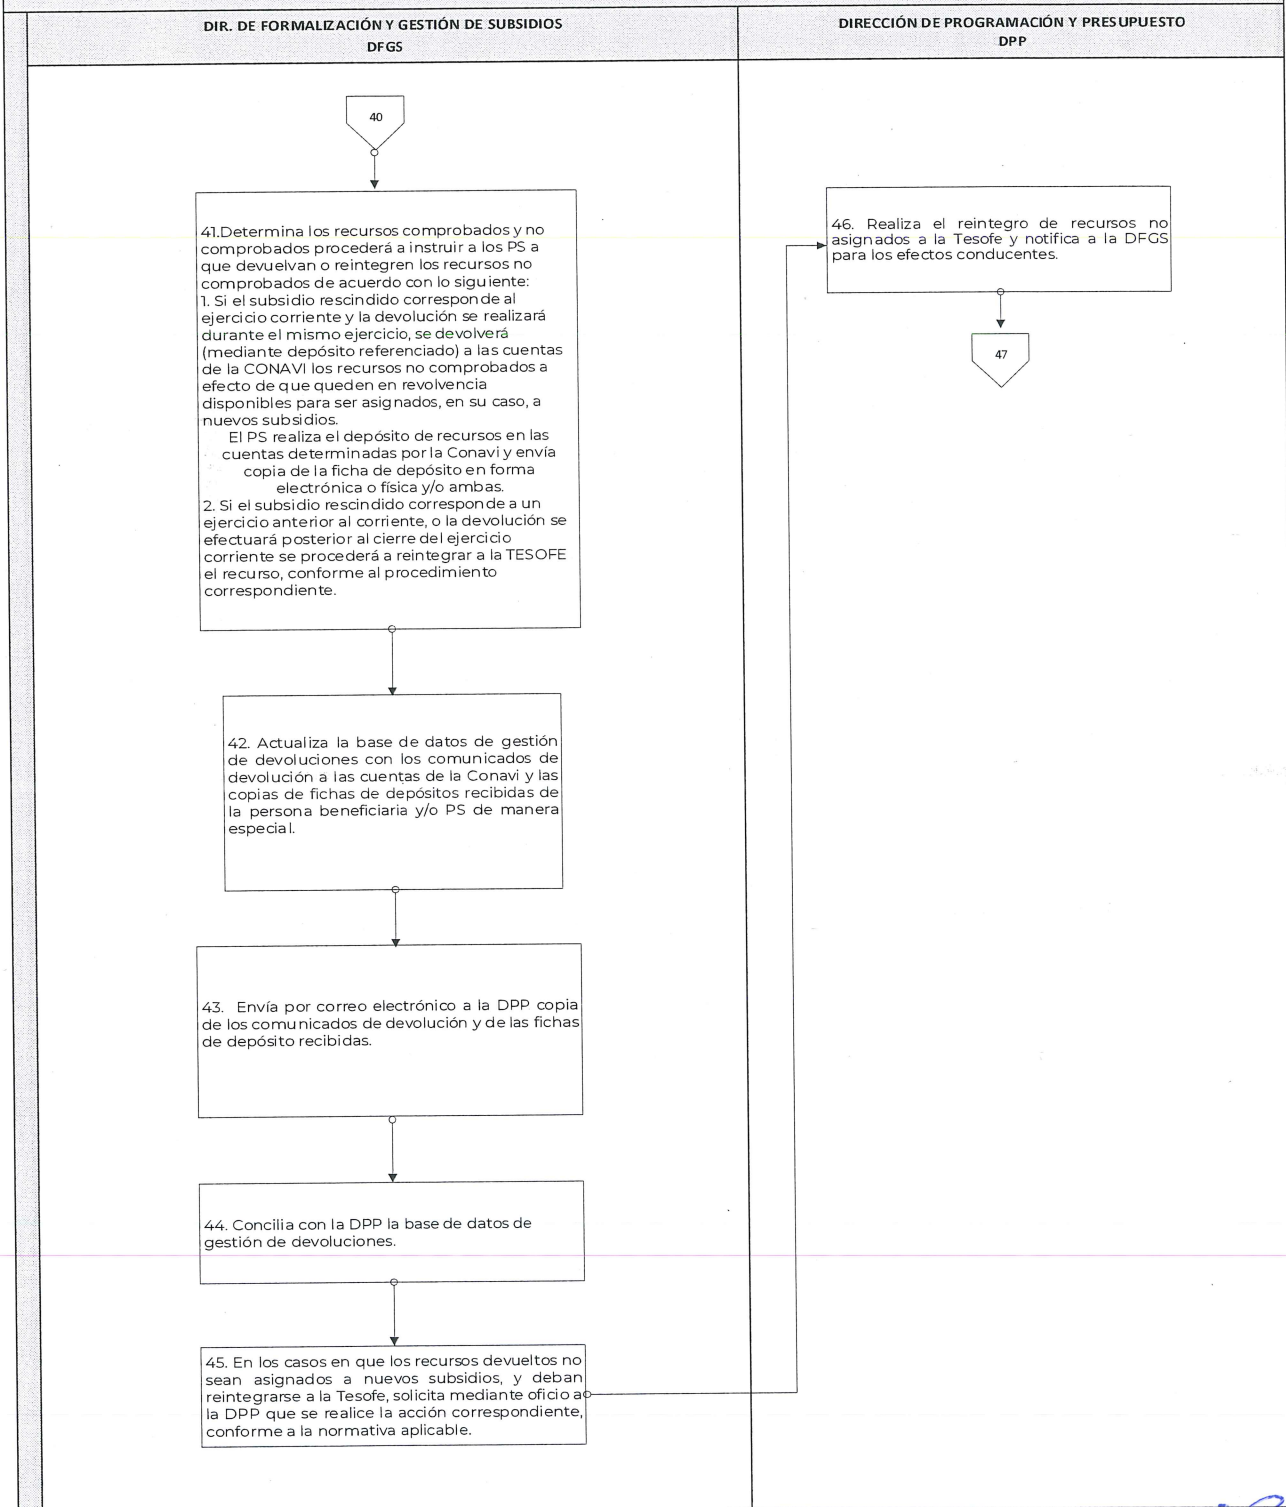 DIR. DE FORMALIZACIÓN Y GESTIÓN DE SUBSIDIOS
DFGS
DIRECCIÓN DE PROGRAMACIÓN Y PRESUPUESTO
DPP
40
41.Determina los recursos comprobados y no
comprobados procederá a instruir a los PS a
que devuelvan o reintegren los recursos no
comprobados de acuerdo con lo siguiente:
1. Si el subsidio rescindido corresponde al
ejercicio corriente y la devolución se realizará
durante el mismo ejercicio, se devolverá
(mediante depósito referenciado) a las cuentas
de la CONAVI los recursos no comprobados a
efecto de que queden en revolvencia
disponibles para ser asignados, en su caso, a
nuevos subsidios.
El PS realiza el depósito de recursos en las
cuentas determinadas por la Conavi y envía
copia de la ficha de depósito en forma
electrónica o física y/o ambas.
2. Si el subsidio rescindido corresponde a un
ejercicio anterior al corriente, o la devolución se
efectuará posterior al cierre del ejercicio
corriente se procederá a reintegrar a la TESOFE
el recurso, conforme al procedimiento
correspondiente.
42. Actualiza la base de datos de gestión
de devoluciones con los comunicados de
devolución a las cuentas de la Conavi y las
copias de fichas de depósitos recibidas de
la persona beneficiaria y/o PS de manera
especial.
43. Envía por correo electrónico a la DPP copia
de los comunicados de devolución y de las fichas
de depósito recibidas.
44. Concilia con la DPP la base de datos de
gestión de devoluciones.
45. En los casos en que los recursos devueltos no
sean asignados a nuevos subsidios, y deban
reintegrarse a la Tesofe, solicita mediante oficio a
la DPP que se realice la acción correspondiente,
conforme a la normativa aplicable.
46. Realiza el reintegro de recursos no
asignados a la Tesofe y notifica a la DFGS
para los efectos conducentes.
47